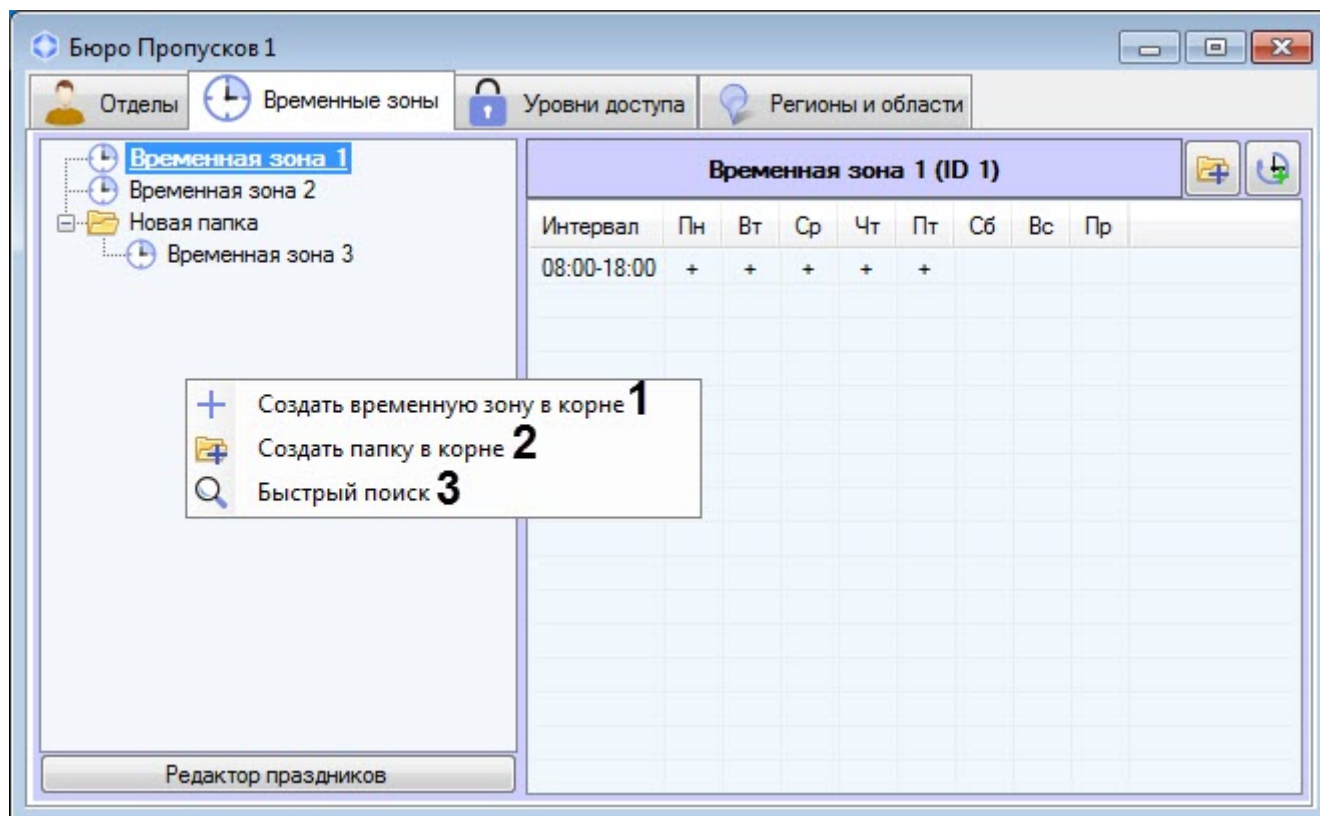 Бюро Пропусков 1
Отделы Временные зоны Уровни доступа Регионы и области
Временная зона 1
Временная зона 2
Новая папка
Временная зона 3
Временная зона 1 (ID 1)
Интервал Пн Вт Ср Чт Пт Сб Вс Пр
08:00-18:00 + + + + +
Создать временную зону в корне 1
Создать папку в корне 2
Быстрый поиск 3
Редактор праздников